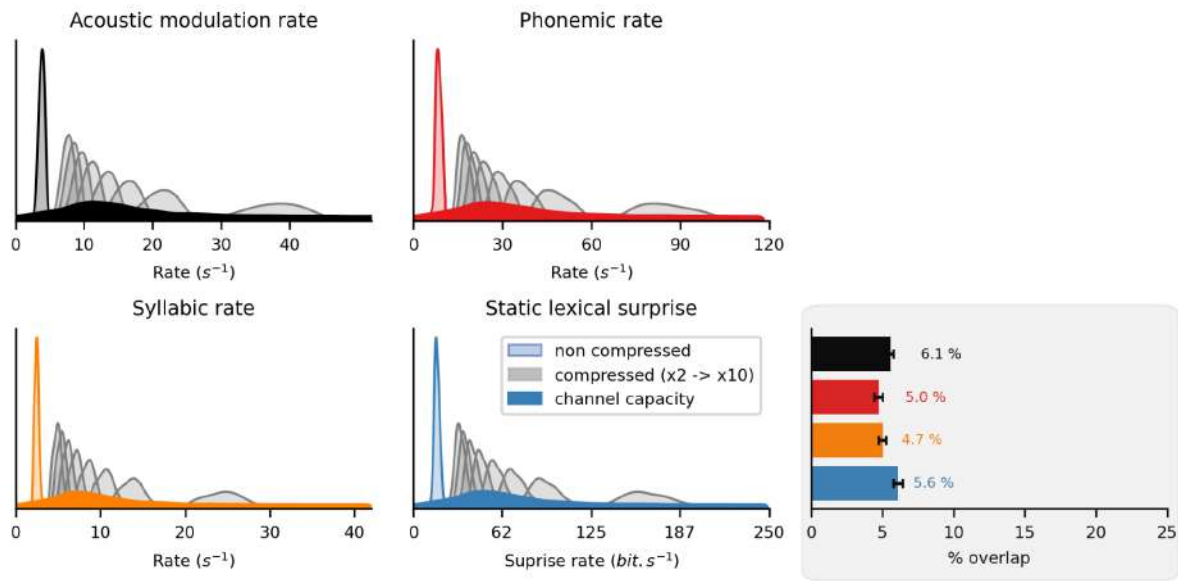 Acoustic modulation rate
0 10 20 30 40
Rate (s⁻¹)
Phonemic rate
0 30 60 90 120
Rate (s⁻¹)
Syllabic rate
0 10 20 30 40
Rate (s⁻¹)
Static lexical surprise
non compressed
compressed (x2 -> x10)
channel capacity
0 62 125 187 250
Suprise rate (bit. s⁻¹)
6.1 %
5.0 %
4.7 %
5.6 %
0 5 10 15 20 25
% overlap